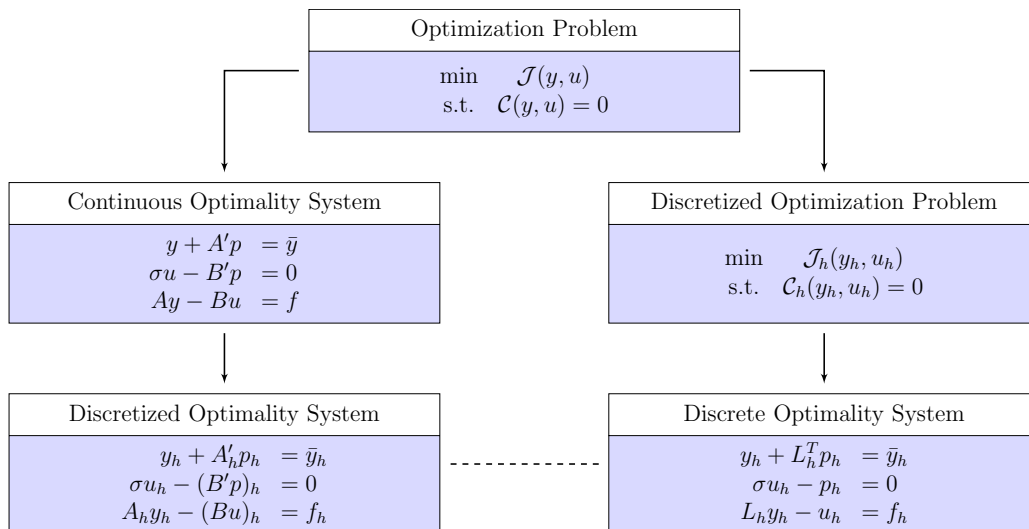 Optimization Problem
min 𝒥(y, u)
s.t. 𝒞(y, u) = 0
Continuous Optimality System
y + A′p = ȳ
σu − B′p = 0
Ay − Bu = f
Discretized Optimization Problem
min 𝒥_h(y_h, u_h)
s.t. 𝒞_h(y_h, u_h) = 0
Discretized Optimality System
y_h + A′_h p_h = ȳ_h
σu_h − (B′p)_h = 0
A_h y_h − (Bu)_h = f_h
Discrete Optimality System
y_h + L_h^T p_h = ȳ_h
σu_h − p_h = 0
L_h y_h − u_h = f_h